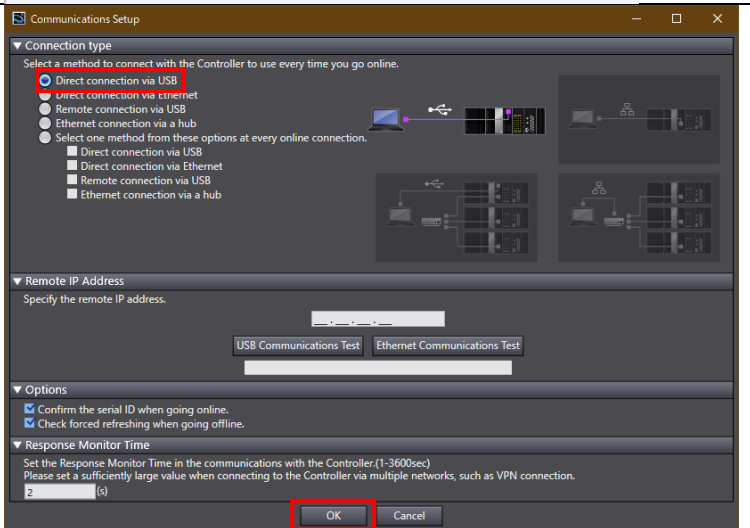 Communications Setup
▼ Connection type
Select a method to connect with the Controller to use every time you go online.
Direct connection via USB
Direct connection via Ethernet
Remote connection via USB
Ethernet connection via a hub
Select one method from these options at every online connection.
Direct connection via USB
Direct connection via Ethernet
Remote connection via USB
Ethernet connection via a hub
▼ Remote IP Address
Specify the remote IP address.
__.__.__.__
USB Communications Test Ethernet Communications Test
▼ Options
Confirm the serial ID when going online.
Check forced refreshing when going offline.
▼ Response Monitor Time
Set the Response Monitor Time in the communications with the Controller.(1-3600sec)
Please set a sufficiently large value when connecting to the Controller via multiple networks, such as VPN connection.
2 (s)
OK Cancel